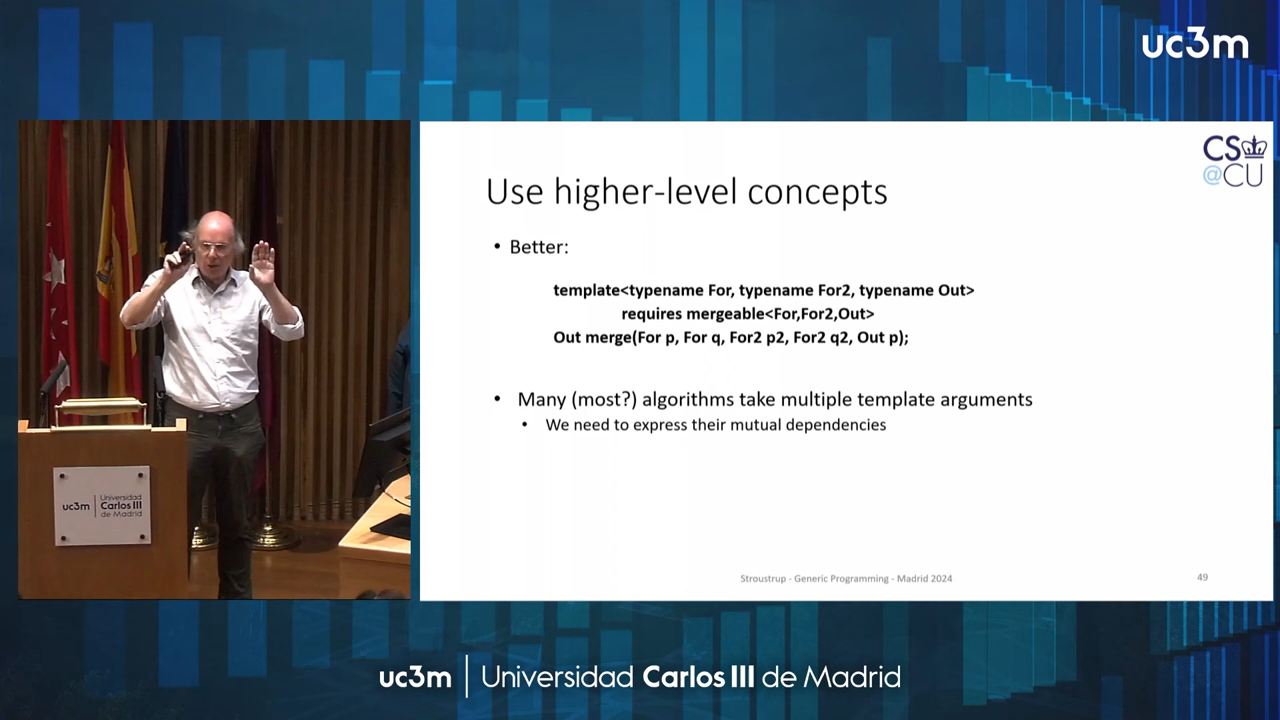 uc3m
CS
@CU
Use higher-level concepts
• Better:
template<typename For, typename For2, typename Out>
requires mergeable<For,For2,Out>
Out merge(For p, For q, For2 p2, For2 q2, Out p);
• Many (most?) algorithms take multiple template arguments
• We need to express their mutual dependencies
Stroustrup - Generic Programming - Madrid 2024
49
uc3m | Universidad
Carlos III
de Madrid
uc3m | Universidad Carlos III de Madrid